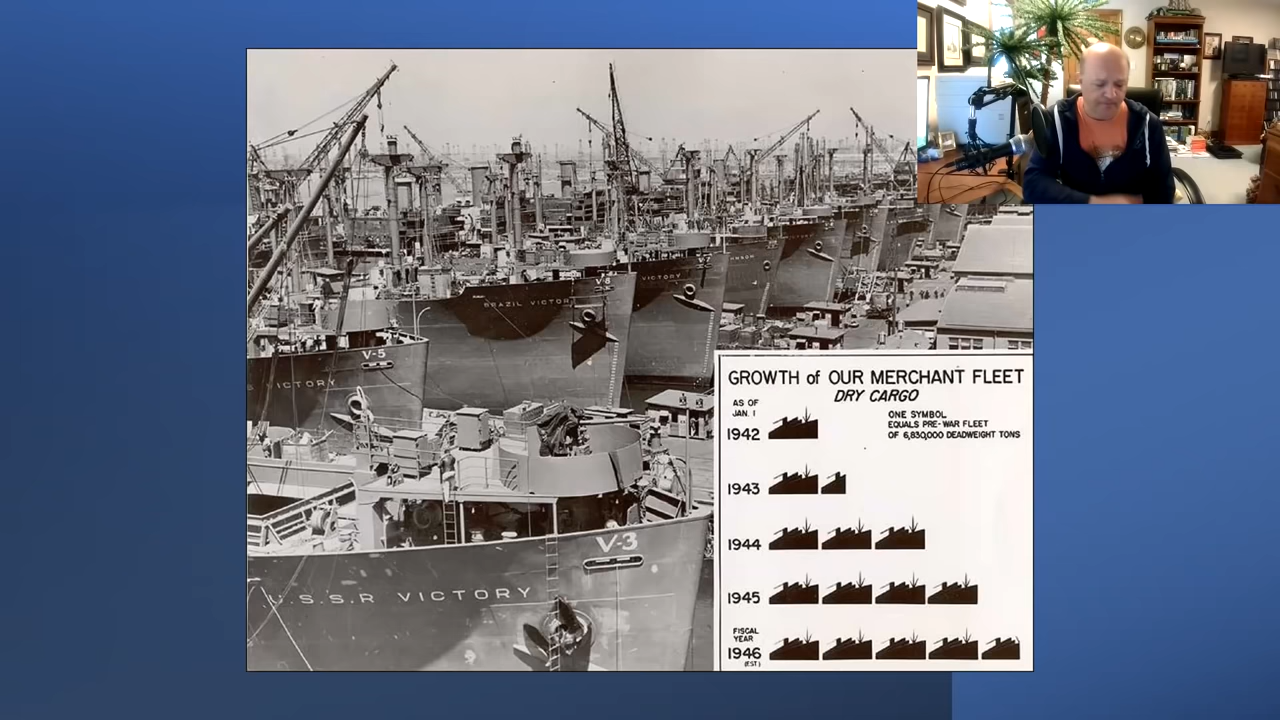 V-5
VICTORY
V-8
BRAZIL VICTOR
VICTORY
V-3
U.S.S.R VICTORY
GROWTH of OUR MERCHANT FLEET
DRY CARGO
AS OF
JAN. 1
ONE SYMBOL
EQUALS PRE-WAR FLEET
OF 6,830,000 DEADWEIGHT TONS
1942
1943
1944
1945
FISCAL
YEAR
1946
(EST)